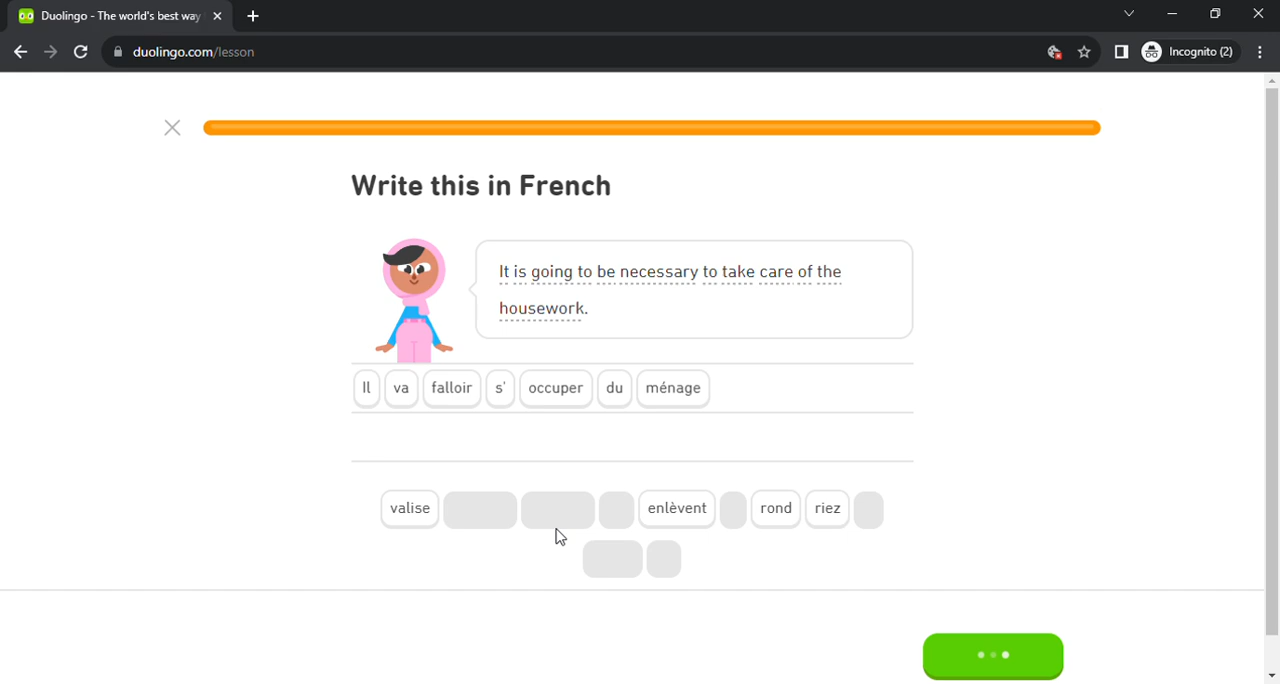 Duolingo - The world's best way
duolingo.com/lesson
Incognito (2)
Write this in French
It is going to be necessary to take care of the
housework.
Il va falloir s' occuper du ménage
valise enlèvent rond riez